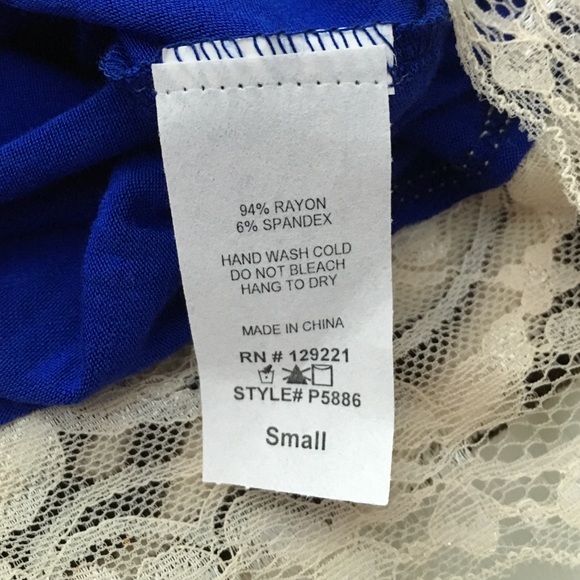 94% RAYON
6% SPANDEX
HAND WASH COLD
DO NOT BLEACH
HANG TO DRY
MADE IN CHINA
RN # 129221
STYLE# P5886
Small